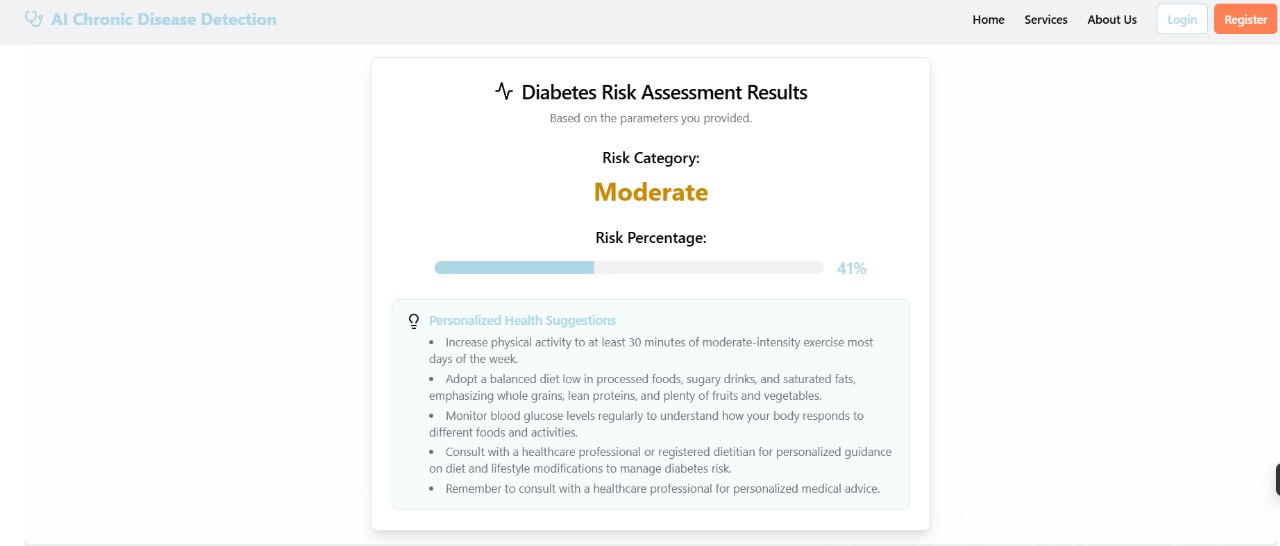 AI Chronic Disease Detection
Home Services About Us Login Register
Diabetes Risk Assessment Results
Based on the parameters you provided.
Risk Category:
Moderate
Risk Percentage:
41%
Personalized Health Suggestions
• Increase physical activity to at least 30 minutes of moderate-intensity exercise most
days of the week.
• Adopt a balanced diet low in processed foods, sugary drinks, and saturated fats,
emphasizing whole grains, lean proteins, and plenty of fruits and vegetables.
• Monitor blood glucose levels regularly to understand how your body responds to
different foods and activities.
• Consult with a healthcare professional or registered dietitian for personalized guidance
on diet and lifestyle modifications to manage diabetes risk.
• Remember to consult with a healthcare professional for personalized medical advice.